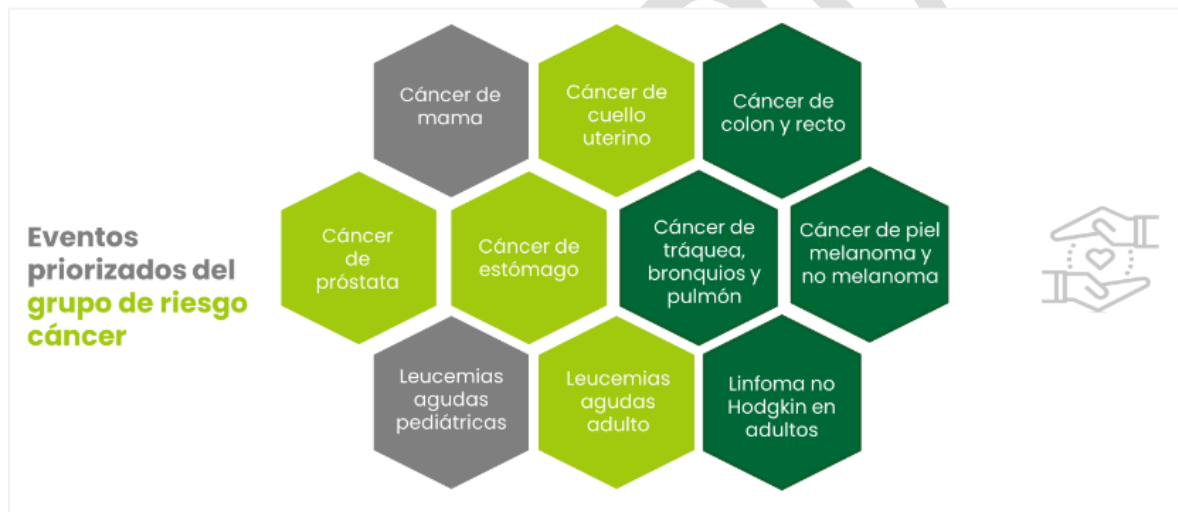 Cáncer de
mama
Cáncer de
cuello
uterino
Cáncer de
colon y recto
Eventos
priorizados del
grupo de riesgo
cáncer
Cáncer
de
próstata
Cáncer de
estómago
Cáncer de
tráquea,
bronquios y
pulmón
Cáncer de piel
melanoma y
no melanoma
Leucemias
agudas
pediátricas
Leucemias
agudas
adulto
Linfoma no
Hodgkin en
adultos